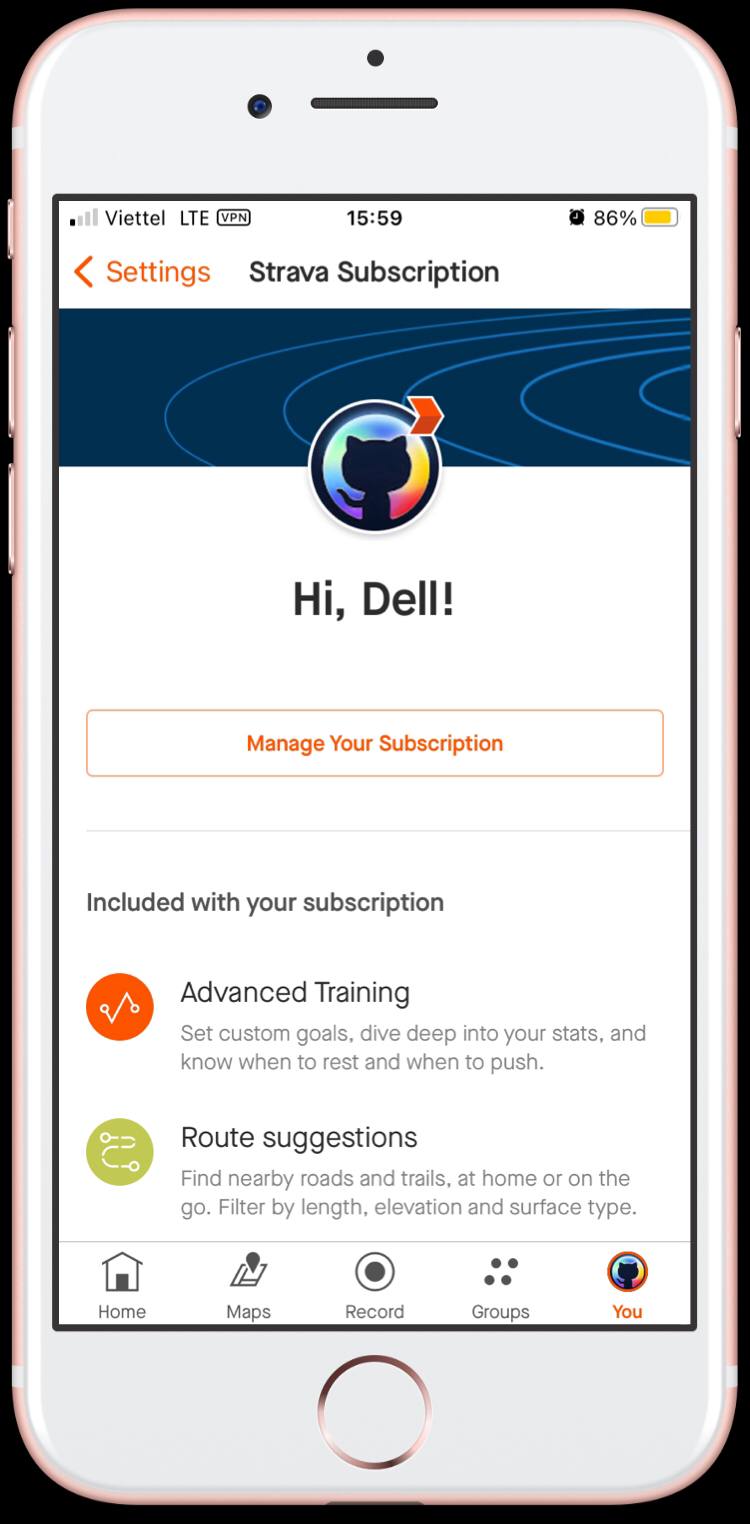 Viettel LTE VPN 15:59 86%
Settings Strava Subscription
Hi, Dell!
Manage Your Subscription
Included with your subscription
Advanced Training
Set custom goals, dive deep into your stats, and
know when to rest and when to push.
Route suggestions
Find nearby roads and trails, at home or on the
go. Filter by length, elevation and surface type.
Home Maps Record Groups You